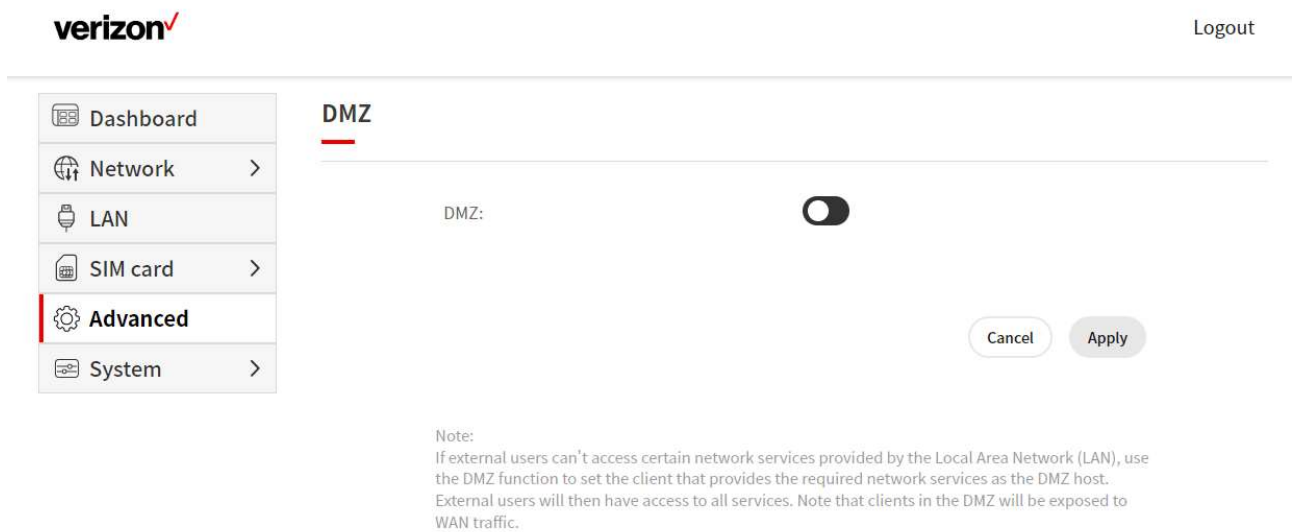 verizon
Logout
Dashboard
Network
LAN
SIM card
Advanced
System
DMZ
DMZ:
Cancel
Apply
Note:
If external users can't access certain network services provided by the Local Area Network (LAN), use
the DMZ function to set the client that provides the required network services as the DMZ host.
External users will then have access to all services. Note that clients in the DMZ will be exposed to
WAN traffic.